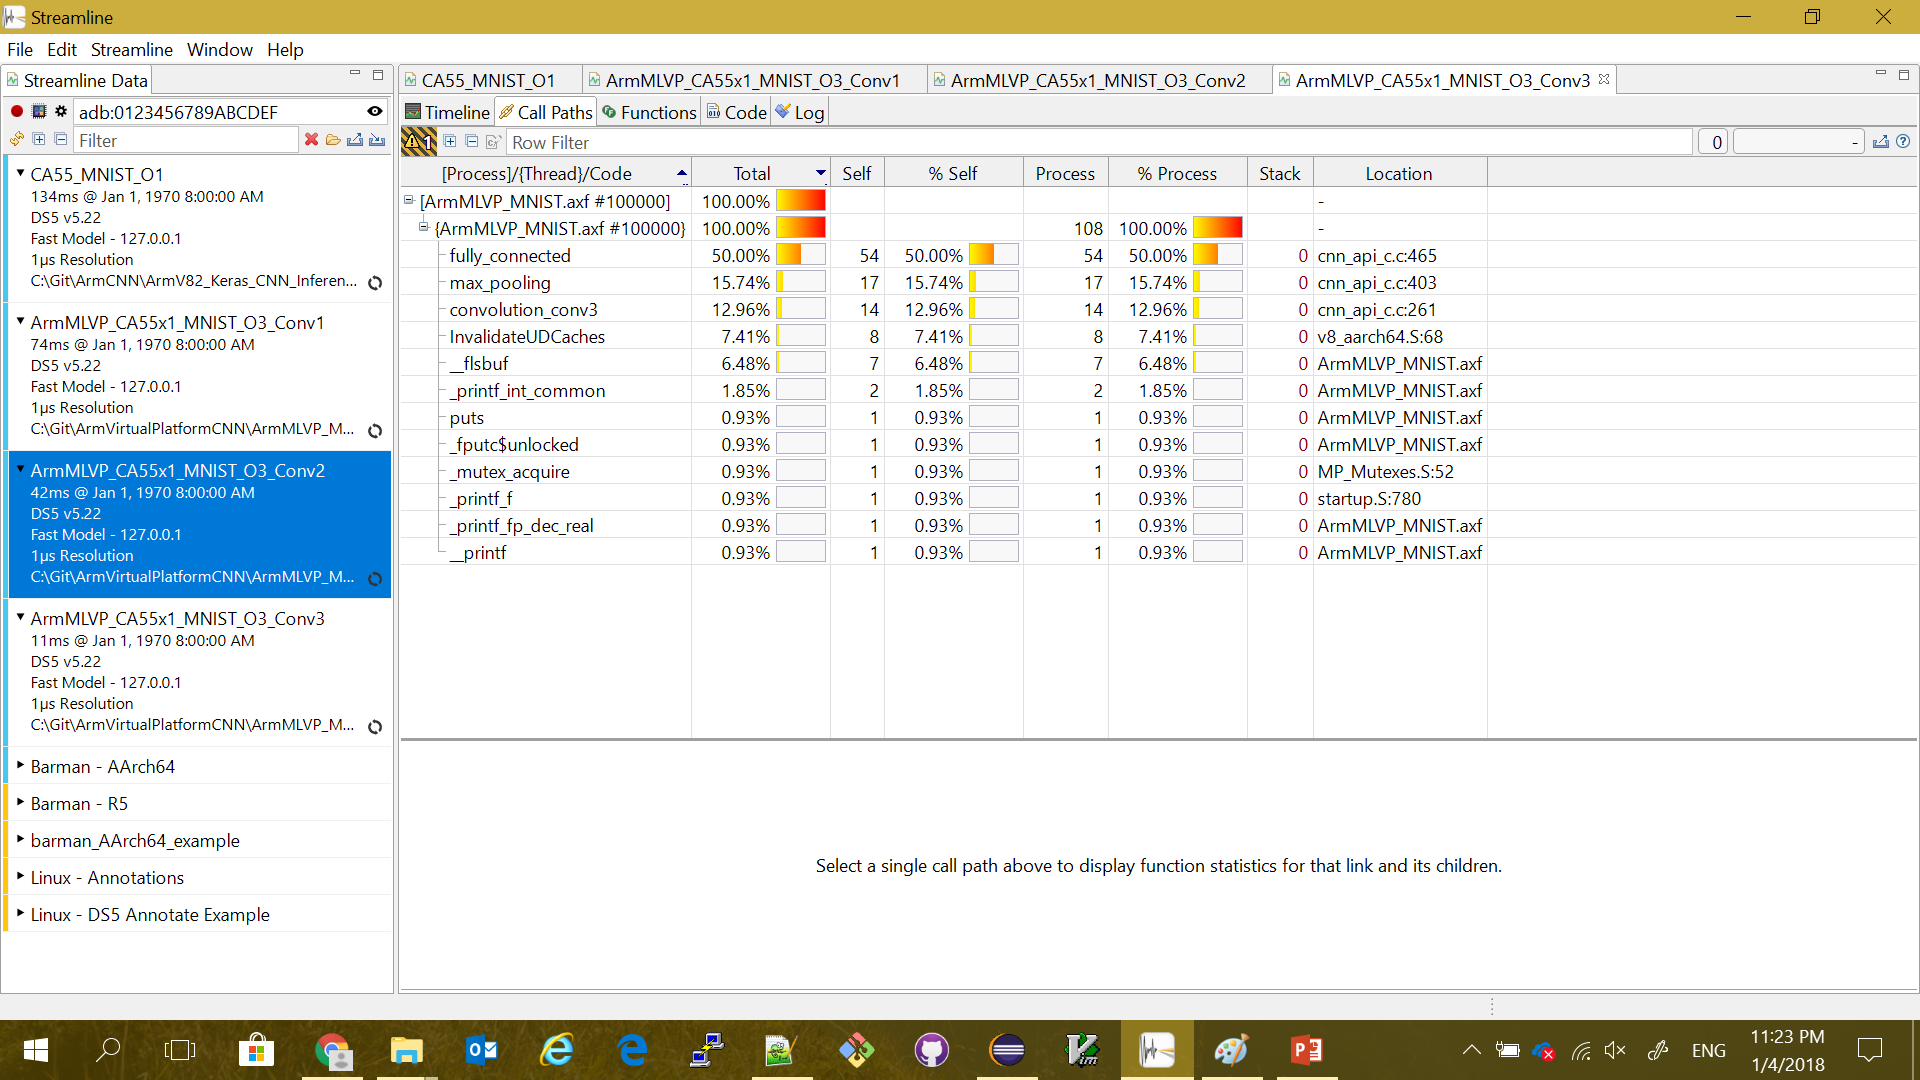 Streamline
File Edit Streamline Window Help
Streamline Data
adb:0123456789ABCDEF
Filter
CA55_MNIST_O1
134ms @ Jan 1, 1970 8:00:00 AM
DS5 v5.22
Fast Model - 127.0.0.1
1µs Resolution
C:\Git\ArmCNN\ArmV82_Keras_CNN_Inferen...
ArmMLVP_CA55x1_MNIST_O3_Conv1
74ms @ Jan 1, 1970 8:00:00 AM
DS5 v5.22
Fast Model - 127.0.0.1
1µs Resolution
C:\Git\ArmVirtualPlatformCNN\ArmMLVP_M...
ArmMLVP_CA55x1_MNIST_O3_Conv2
42ms @ Jan 1, 1970 8:00:00 AM
DS5 v5.22
Fast Model - 127.0.0.1
1µs Resolution
C:\Git\ArmVirtualPlatformCNN\ArmMLVP_M...
ArmMLVP_CA55x1_MNIST_O3_Conv3
11ms @ Jan 1, 1970 8:00:00 AM
DS5 v5.22
Fast Model - 127.0.0.1
1µs Resolution
C:\Git\ArmVirtualPlatformCNN\ArmMLVP_M...
Barman - AArch64
Barman - R5
barman_AArch64_example
Linux - Annotations
Linux - DS5 Annotate Example
CA55_MNIST_O1 ArmMLVP_CA55x1_MNIST_O3_Conv1 ArmMLVP_CA55x1_MNIST_O3_Conv2 ArmMLVP_CA55x1_MNIST_O3_Conv3
Timeline Call Paths Functions Code Log
1 Row Filter 0 -
[Process]/{Thread}/Code Total Self % Self Process % Process Stack Location
[ArmMLVP_MNIST.axf #100000] 100.00% -
{ArmMLVP_MNIST.axf #100000} 100.00% 108 100.00% -
fully_connected 50.00% 54 50.00% 54 50.00% 0 cnn_api_c.c:465
max_pooling 15.74% 17 15.74% 17 15.74% 0 cnn_api_c.c:403
convolution_conv3 12.96% 14 12.96% 14 12.96% 0 cnn_api_c.c:261
InvalidateUDCaches 7.41% 8 7.41% 8 7.41% 0 v8_aarch64.S:68
__flsbuf 6.48% 7 6.48% 7 6.48% 0 ArmMLVP_MNIST.axf
_printf_int_common 1.85% 2 1.85% 2 1.85% 0 ArmMLVP_MNIST.axf
puts 0.93% 1 0.93% 1 0.93% 0 ArmMLVP_MNIST.axf
_fputc$unlocked 0.93% 1 0.93% 1 0.93% 0 ArmMLVP_MNIST.axf
_mutex_acquire 0.93% 1 0.93% 1 0.93% 0 MP_Mutexes.S:52
_printf_f 0.93% 1 0.93% 1 0.93% 0 startup.S:780
_printf_fp_dec_real 0.93% 1 0.93% 1 0.93% 0 ArmMLVP_MNIST.axf
__printf 0.93% 1 0.93% 1 0.93% 0 ArmMLVP_MNIST.axf
Select a single call path above to display function statistics for that link and its children.
ENG
11:23 PM
1/4/2018